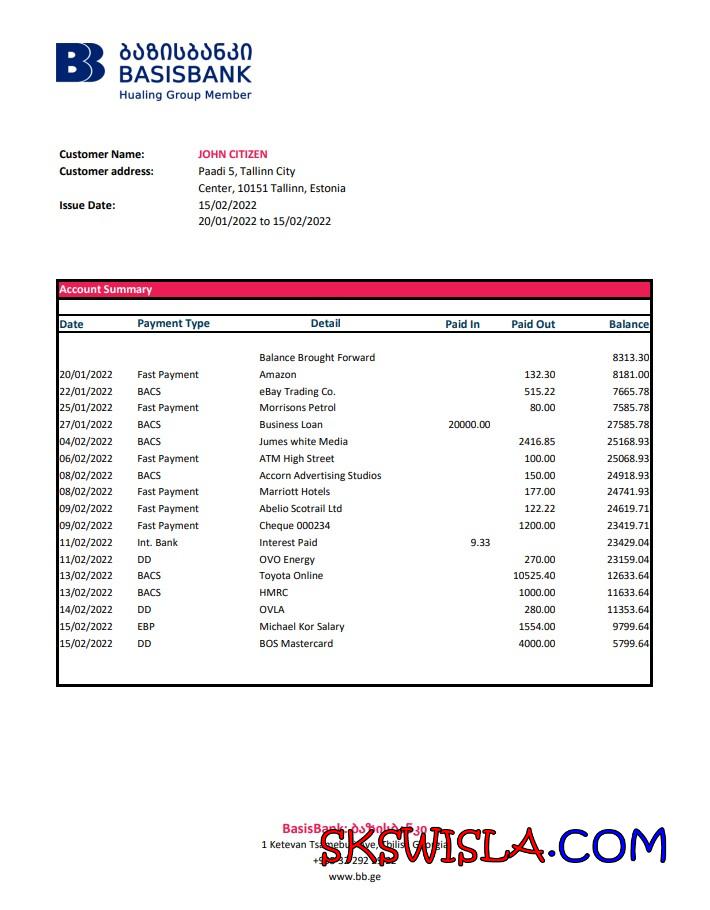 ბაზისბანკი
BASISBANK
Hualing Group Member
Customer Name: JOHN CITIZEN
Customer address: Paadi 5, Tallinn City
Center, 10151 Tallinn, Estonia
Issue Date: 15/02/2022
20/01/2022 to 15/02/2022
Account Summary
Date Payment Type Detail Paid In Paid Out Balance
Balance Brought Forward 8313.30
20/01/2022 Fast Payment Amazon 132.30 8181.00
22/01/2022 BACS eBay Trading Co. 515.22 7665.78
25/01/2022 Fast Payment Morrisons Petrol 80.00 7585.78
27/01/2022 BACS Business Loan 20000.00 27585.78
04/02/2022 BACS Jumes white Media 2416.85 25168.93
06/02/2022 Fast Payment ATM High Street 100.00 25068.93
08/02/2022 BACS Accorn Advertising Studios 150.00 24918.93
08/02/2022 Fast Payment Marriott Hotels 177.00 24741.93
09/02/2022 Fast Payment Abelio Scotrail Ltd 122.22 24619.71
09/02/2022 Fast Payment Cheque 000234 1200.00 23419.71
11/02/2022 Int. Bank Interest Paid 9.33 23429.04
11/02/2022 DD OVO Energy 270.00 23159.04
13/02/2022 BACS Toyota Online 10525.40 12633.64
13/02/2022 BACS HMRC 1000.00 11633.64
14/02/2022 DD OVLA 280.00 11353.64
15/02/2022 EBP Michael Kor Salary 1554.00 9799.64
15/02/2022 DD BOS Mastercard 4000.00 5799.64
BasisBank: ბაზისბანკი
1 Ketevan Ave,
SKSWISLA.COM
www.bb.ge